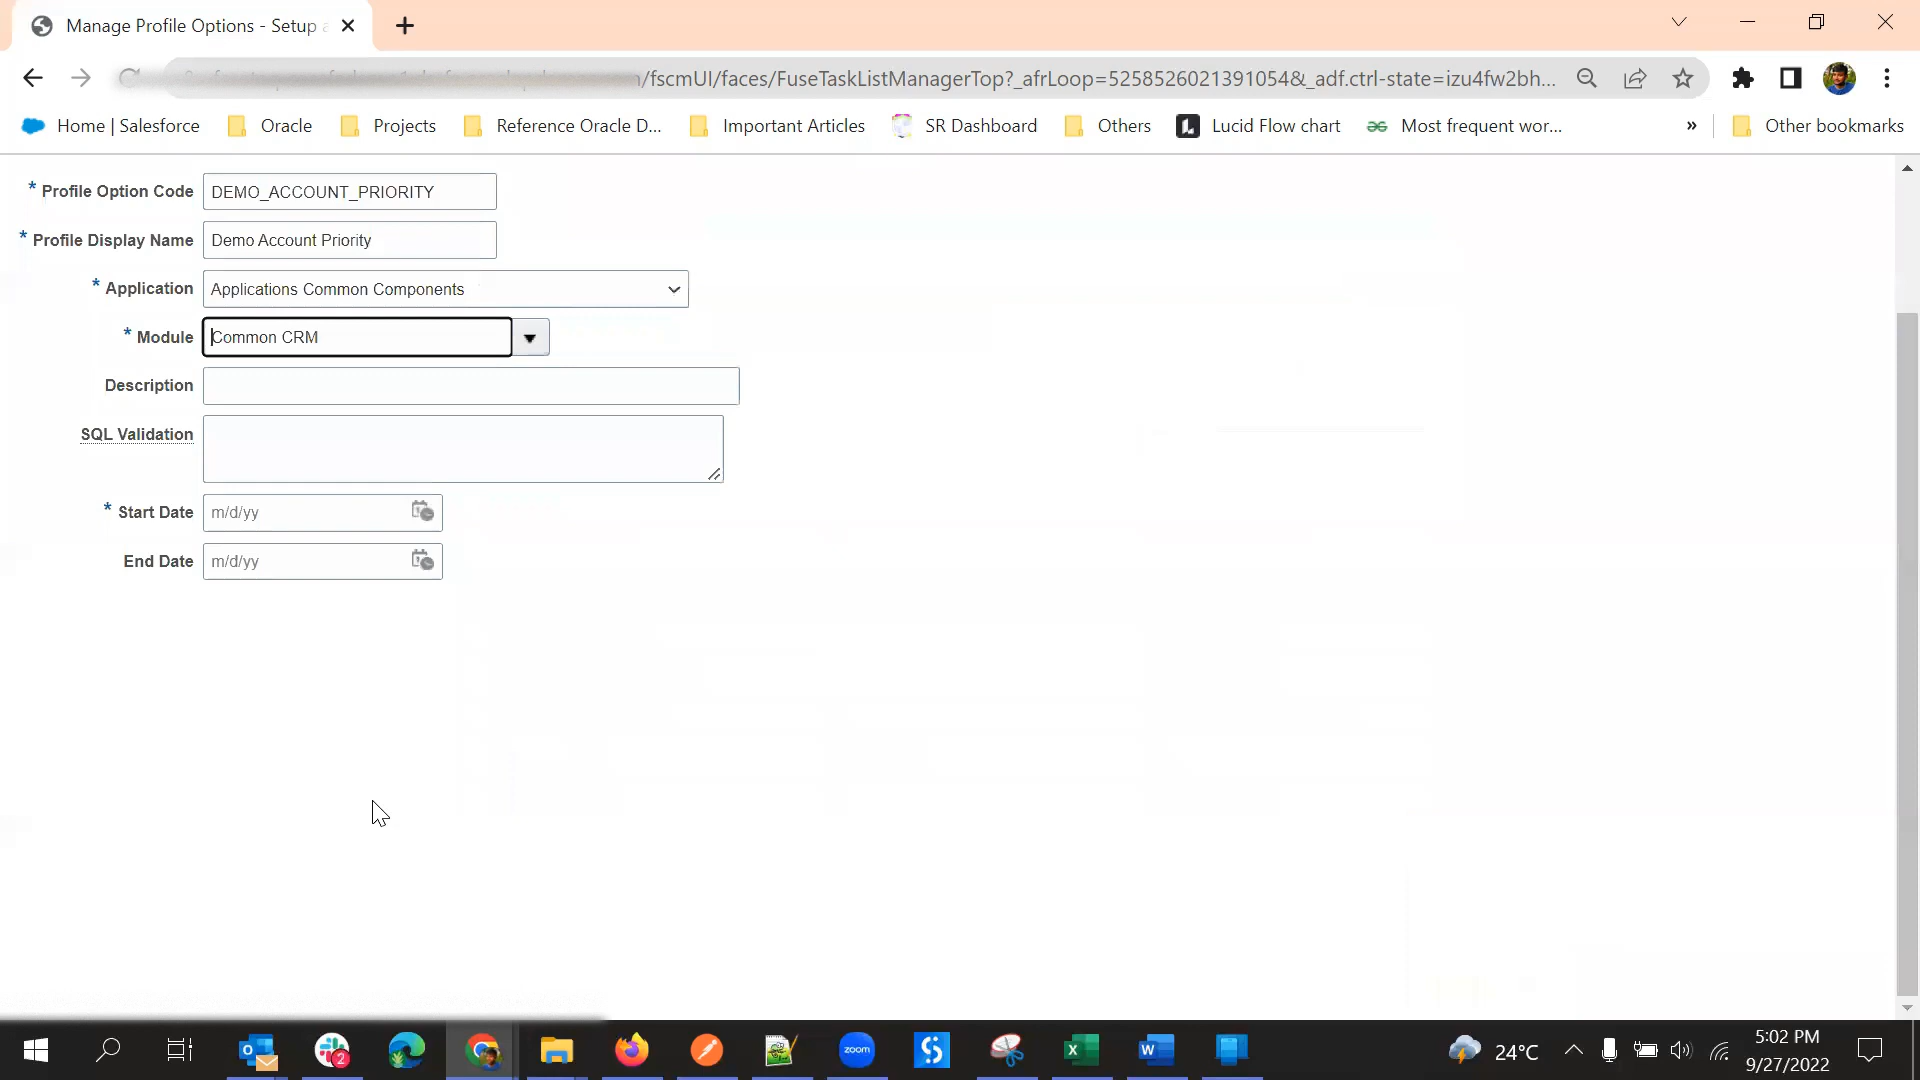 Manage Profile Options - Setup a
/fscmUI/faces/FuseTaskListManagerTop?_afrLoop=5258526021391054&_adf.ctrl-state=izu4fw2bh...
Home | Salesforce Oracle Projects Reference Oracle D... Important Articles SR Dashboard Others Lucid Flow chart Most frequent wor... » Other bookmarks
* Profile Option Code DEMO_ACCOUNT_PRIORITY
* Profile Display Name Demo Account Priority
* Application Applications Common Components
* Module Common CRM
Description
SQL Validation
* Start Date m/d/yy
End Date m/d/yy
2 zoom 24°C 5:02 PM
9/27/2022